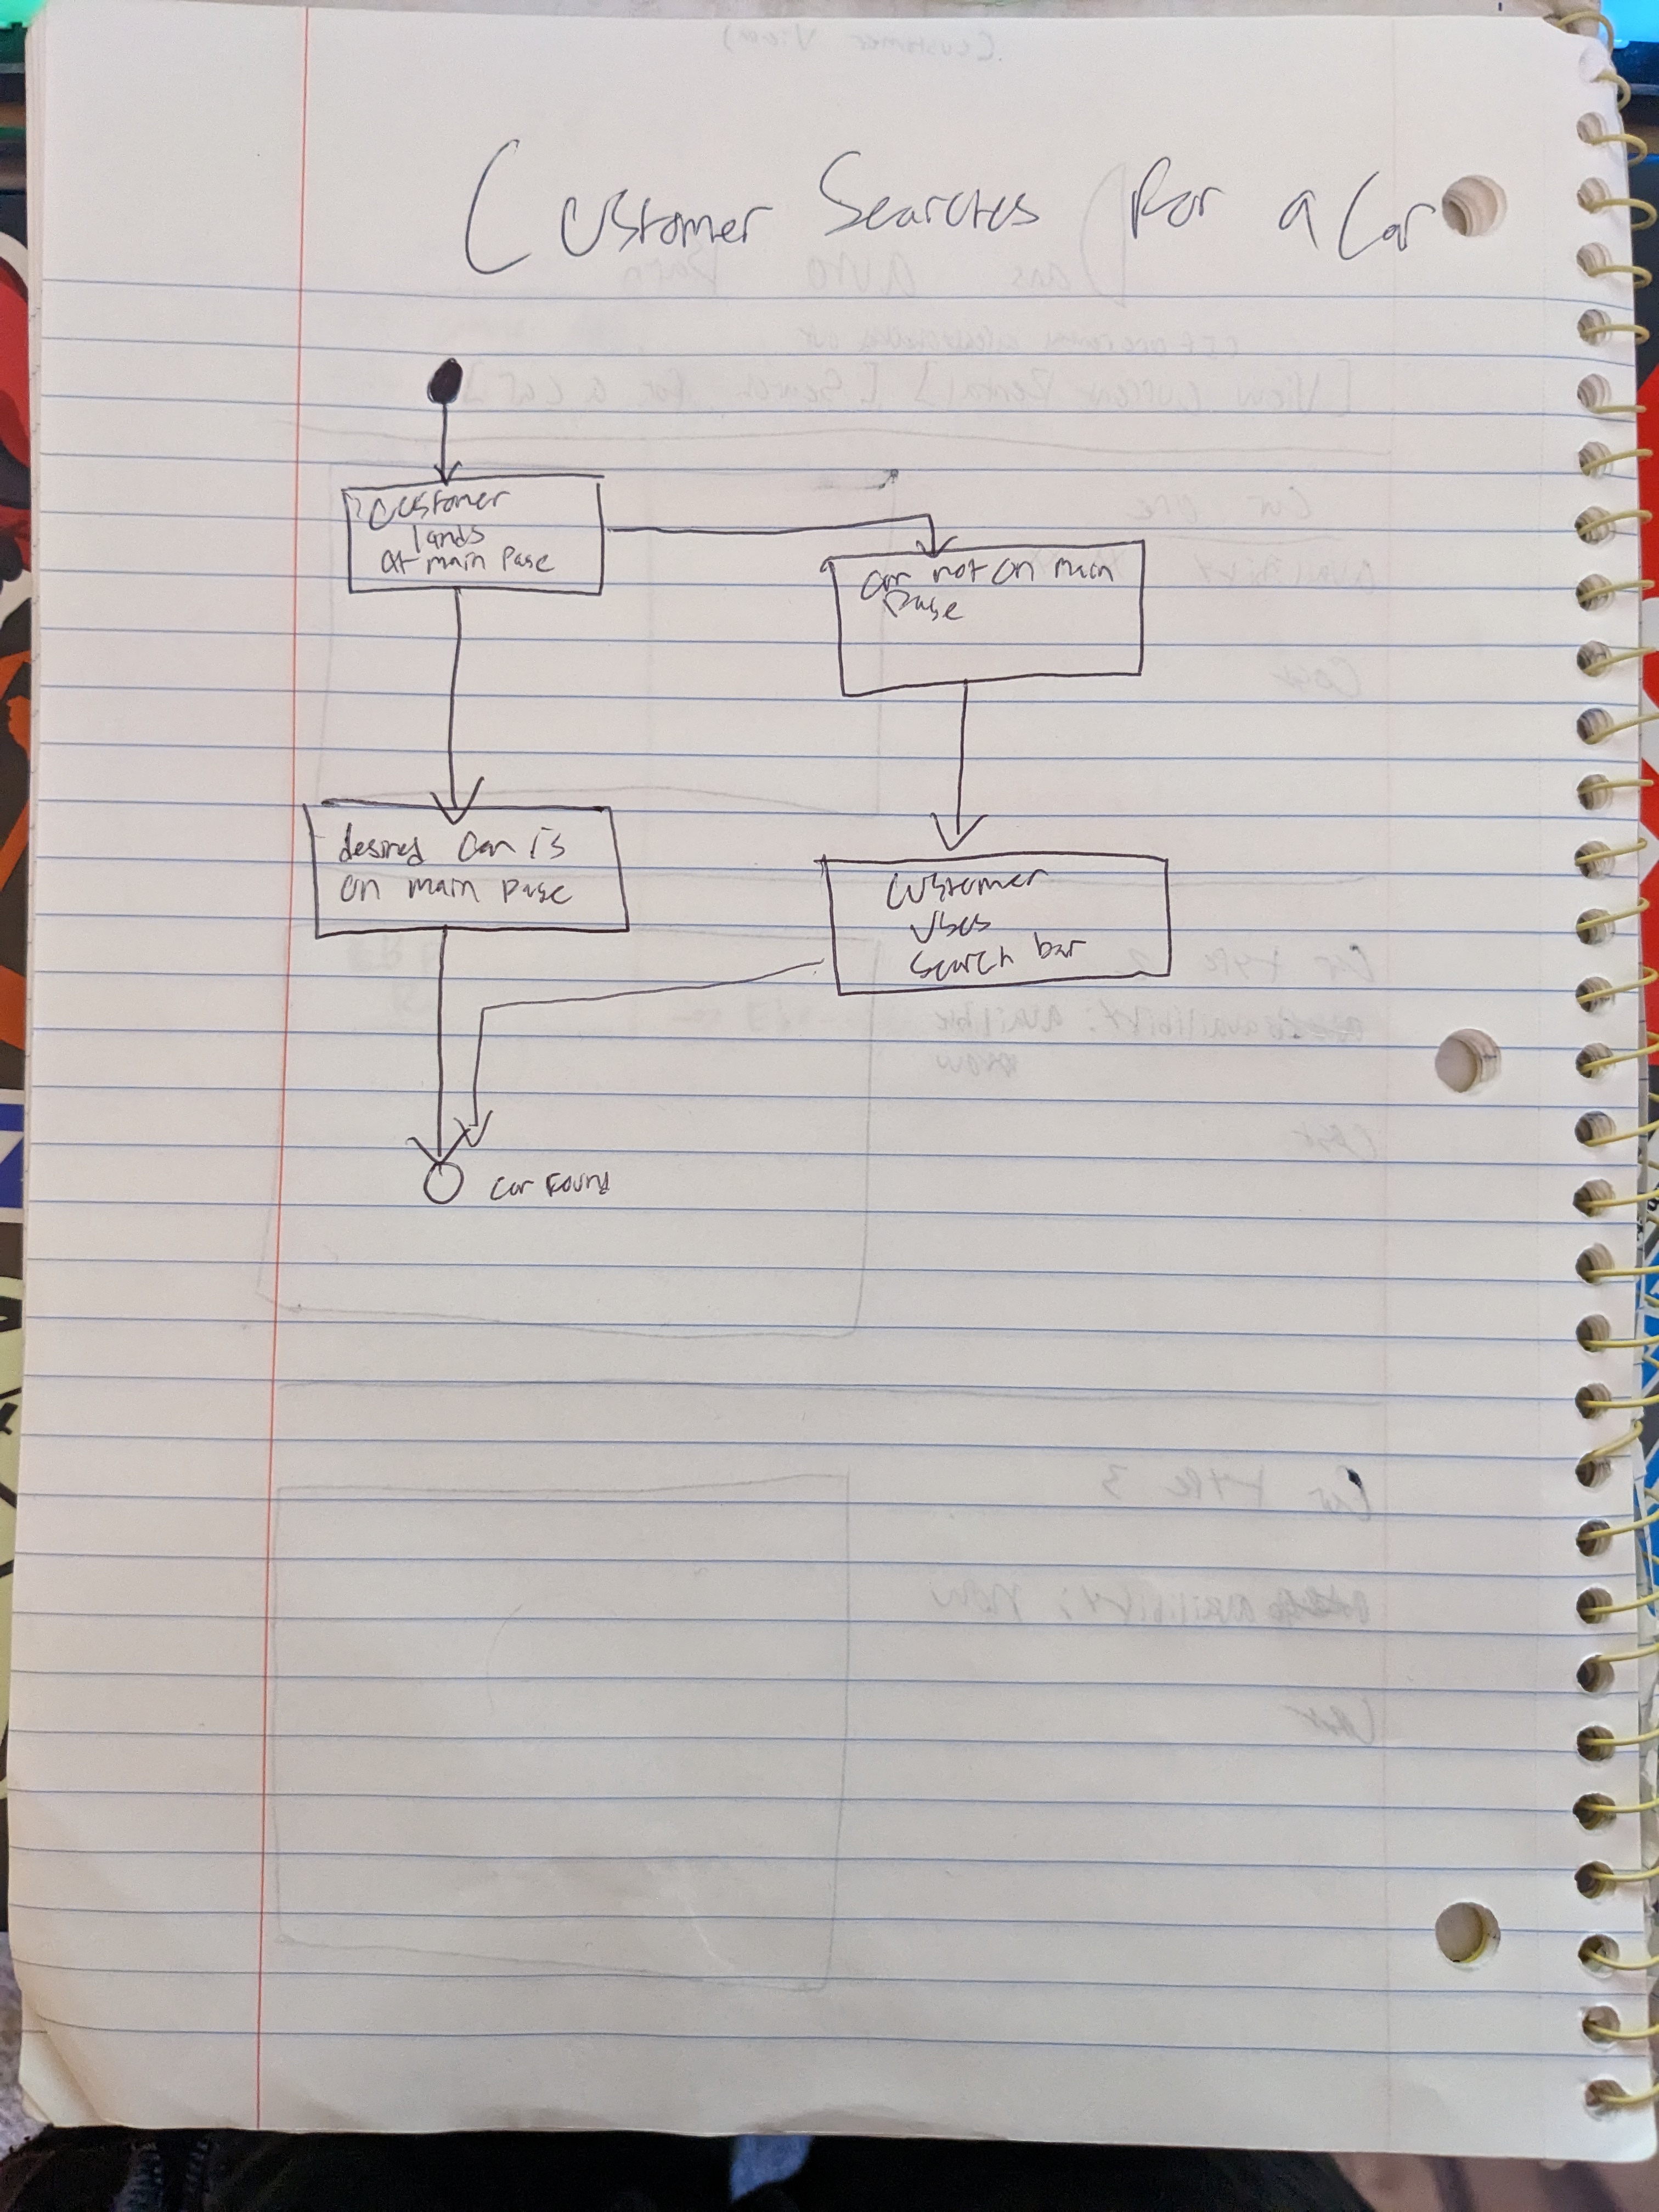 Customer Searches for a Car
Customer
lands
at main page
car not on main
page
desired car is
on main page
Customer
uses
search bar
car found